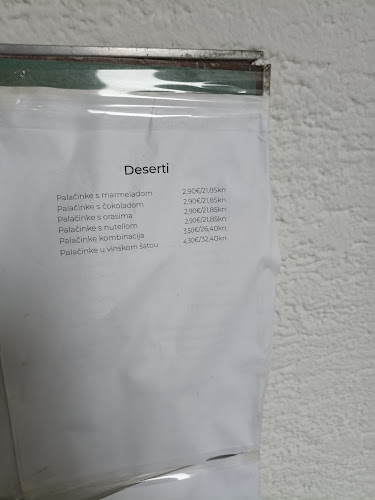 Deserti
Palačinke s marmeladom 2,90€/21,85kn
Palačinke s čokoladom 2,90€/21,85kn
Palačinke s orasima 2,90€/21,85kn
Palačinke s nutellom 2,90€/21,85kn
Palačinke kombinacija 3,50€/26,40kn
Palačinke u vinskom šatou 4,30€/32,40kn